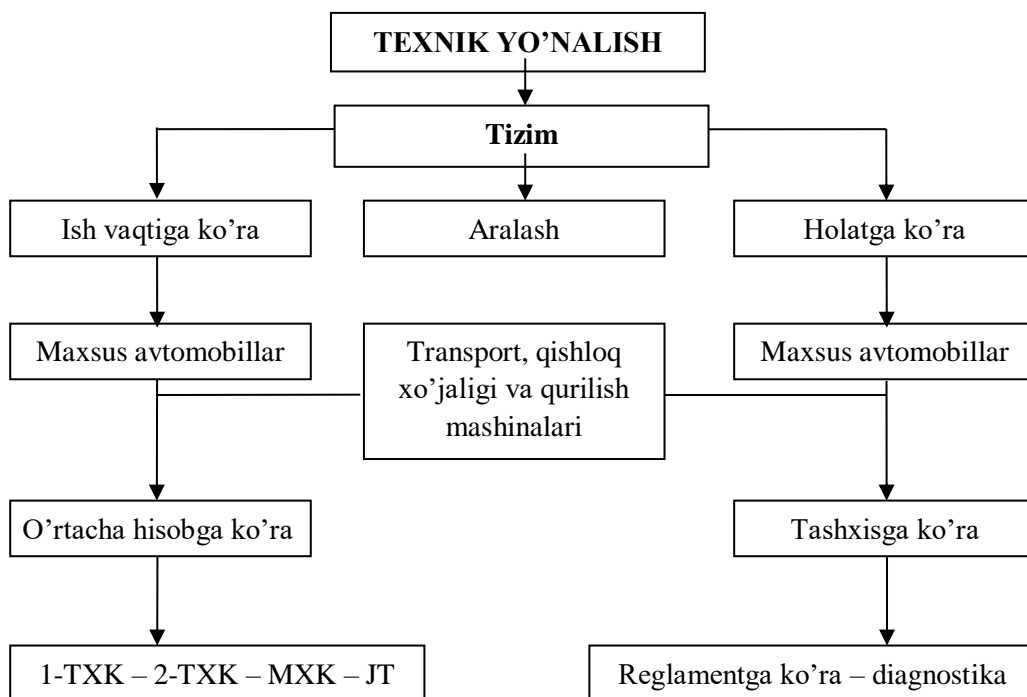 TEXNIK YO’NALISH
Tizim
Ish vaqtiga ko’ra
Aralash
Holatga ko’ra
Maxsus avtomobillar
Transport, qishloq
xo’jaligi va qurilish
mashinalari
Maxsus avtomobillar
O’rtacha hisobga ko’ra
Tashxisga ko’ra
1-TXK – 2-TXK – MXK – JT
Reglamentga ko’ra – diagnostika